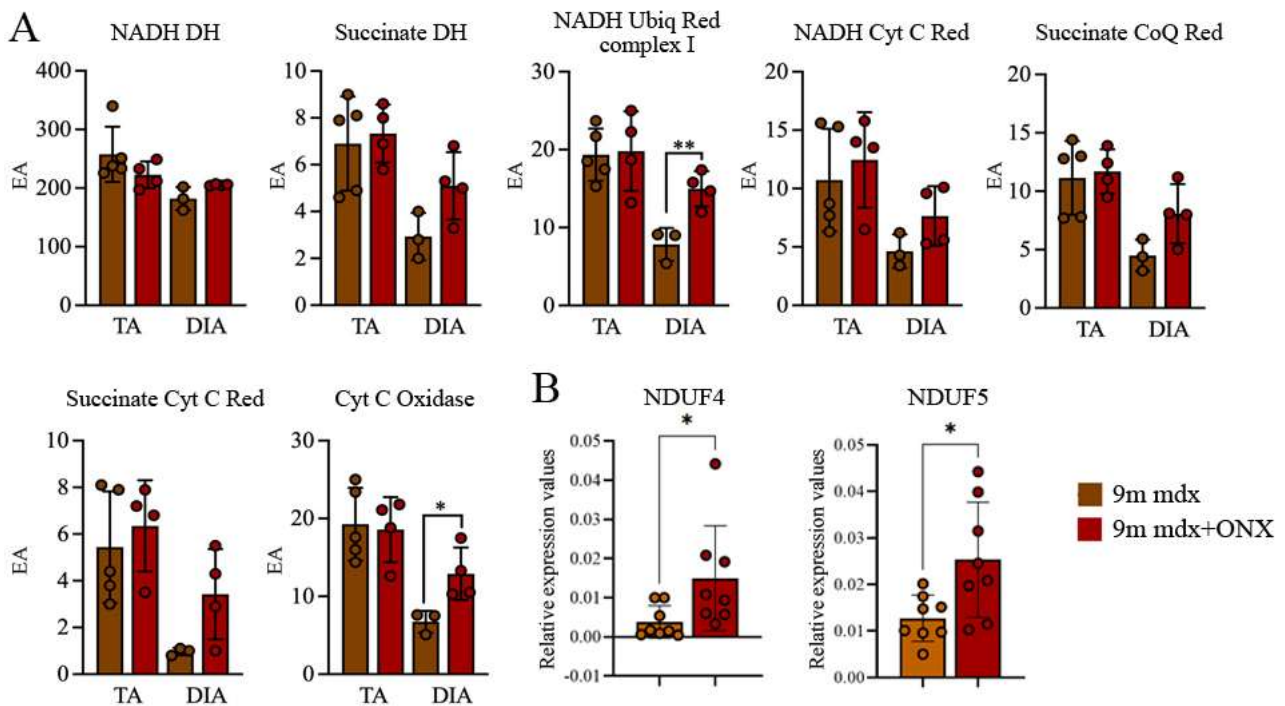 A
NADH DH
Succinate DH
NADH Ubiq Red
complex I
NADH Cyt C Red
Succinate CoQ Red
EA
400
300
200
100
0
TA DIA
EA
10
8
6
4
2
0
TA DIA
EA
30
20
10
0
**
TA DIA
EA
20
15
10
5
0
TA DIA
EA
20
15
10
5
0
TA DIA
Succinate Cyt C Red
EA
10
8
6
4
2
0
TA DIA
Cyt C Oxidase
EA
30
20
10
0
*
TA DIA
B
NDUF4
Relative expression values
0.05
0.04
0.03
0.02
0.01
0.00
-0.01
*
NDUF5
Relative expression values
0.05
0.04
0.03
0.02
0.01
0.00
*
9m mdx
9m mdx+ONX